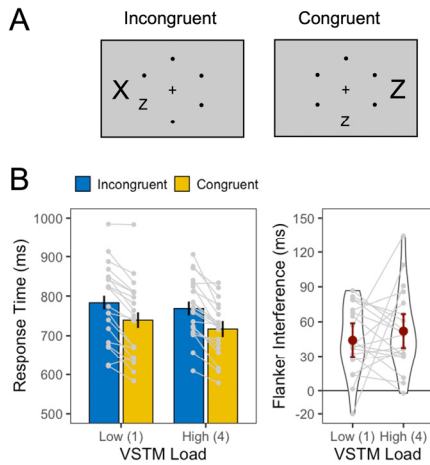 A
Incongruent Congruent
X
z
+
+
Z
z
B
Incongruent Congruent
Response Time (ms)
1000
900
800
700
600
500
Low (1) High (4)
VSTM Load
Flanker Interference (ms)
150
120
90
60
30
0
-20
Low (1) High (4)
VSTM Load